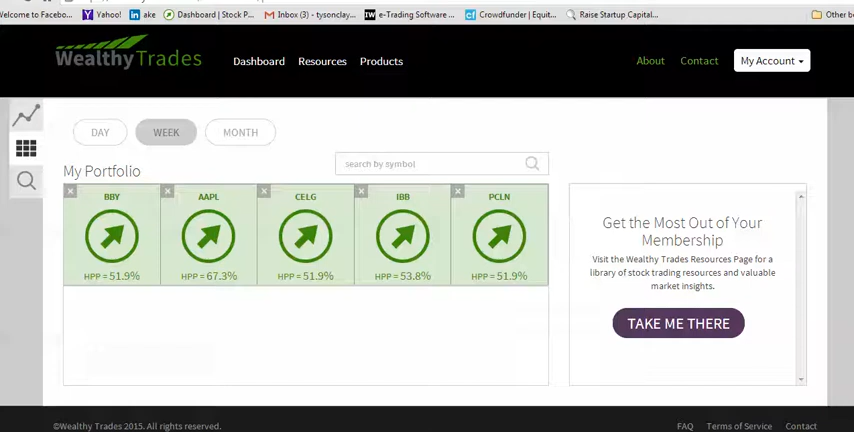 Welcome to Facebo...
Yahoo!
ake
Dashboard | Stock P...
Inbox (3) - tysonclay...
e-Trading Software ...
Crowdfunder | Equit...
Raise Startup Capital...
Other b
WealthyTrades
Dashboard
Resources
Products
About
Contact
My Account
DAY
WEEK
MONTH
My Portfolio
search by symbol
BBY
AAPL
CELG
IBB
PCLN
HPP = 51.9%
HPP = 67.3%
HPP = 51.9%
HPP = 53.8%
HPP = 51.9%
Get the Most Out of Your
Membership
Visit the Wealthy Trades Resources Page for a
library of stock trading resources and valuable
market insights.
TAKE ME THERE
©Wealthy Trades 2015. All rights reserved.
FAQ
Terms of Service
Contact